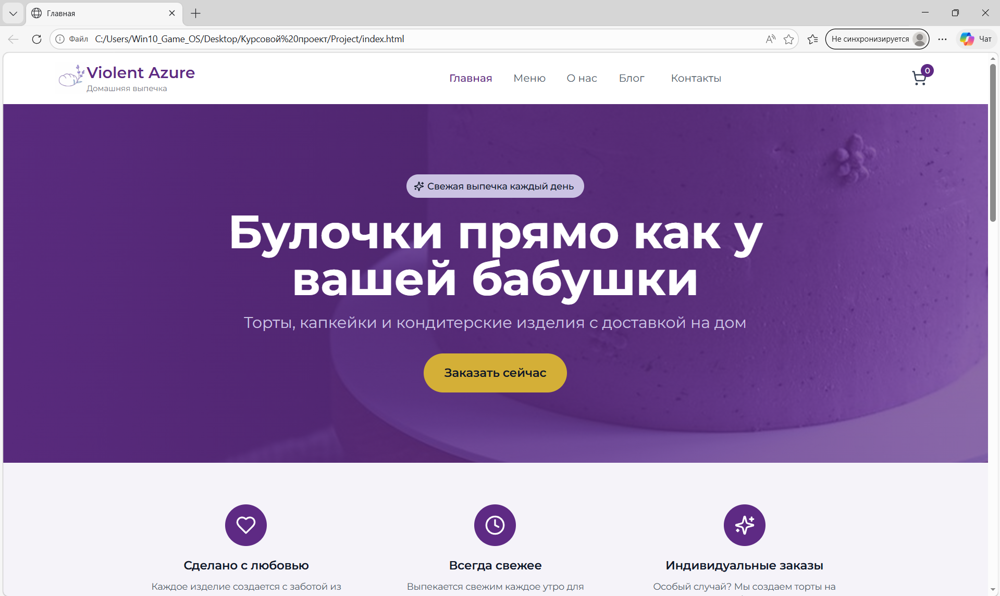 Главная
Файл C:/Users/Win10_Game_OS/Desktop/Курсовой%20проект/Project/index.html Не синхронизируется Чат
Violent Azure
Домашняя выпечка
Главная Меню О нас Блог Контакты 0
Свежая выпечка каждый день
Булочки прямо как у
вашей бабушки
Торты, капкейки и кондитерские изделия с доставкой на дом
Заказать сейчас
Сделано с любовью Всегда свежее Индивидуальные заказы
Каждое изделие создается с заботой из Выпекается свежим каждое утро для Особый случай? Мы создаем торты на